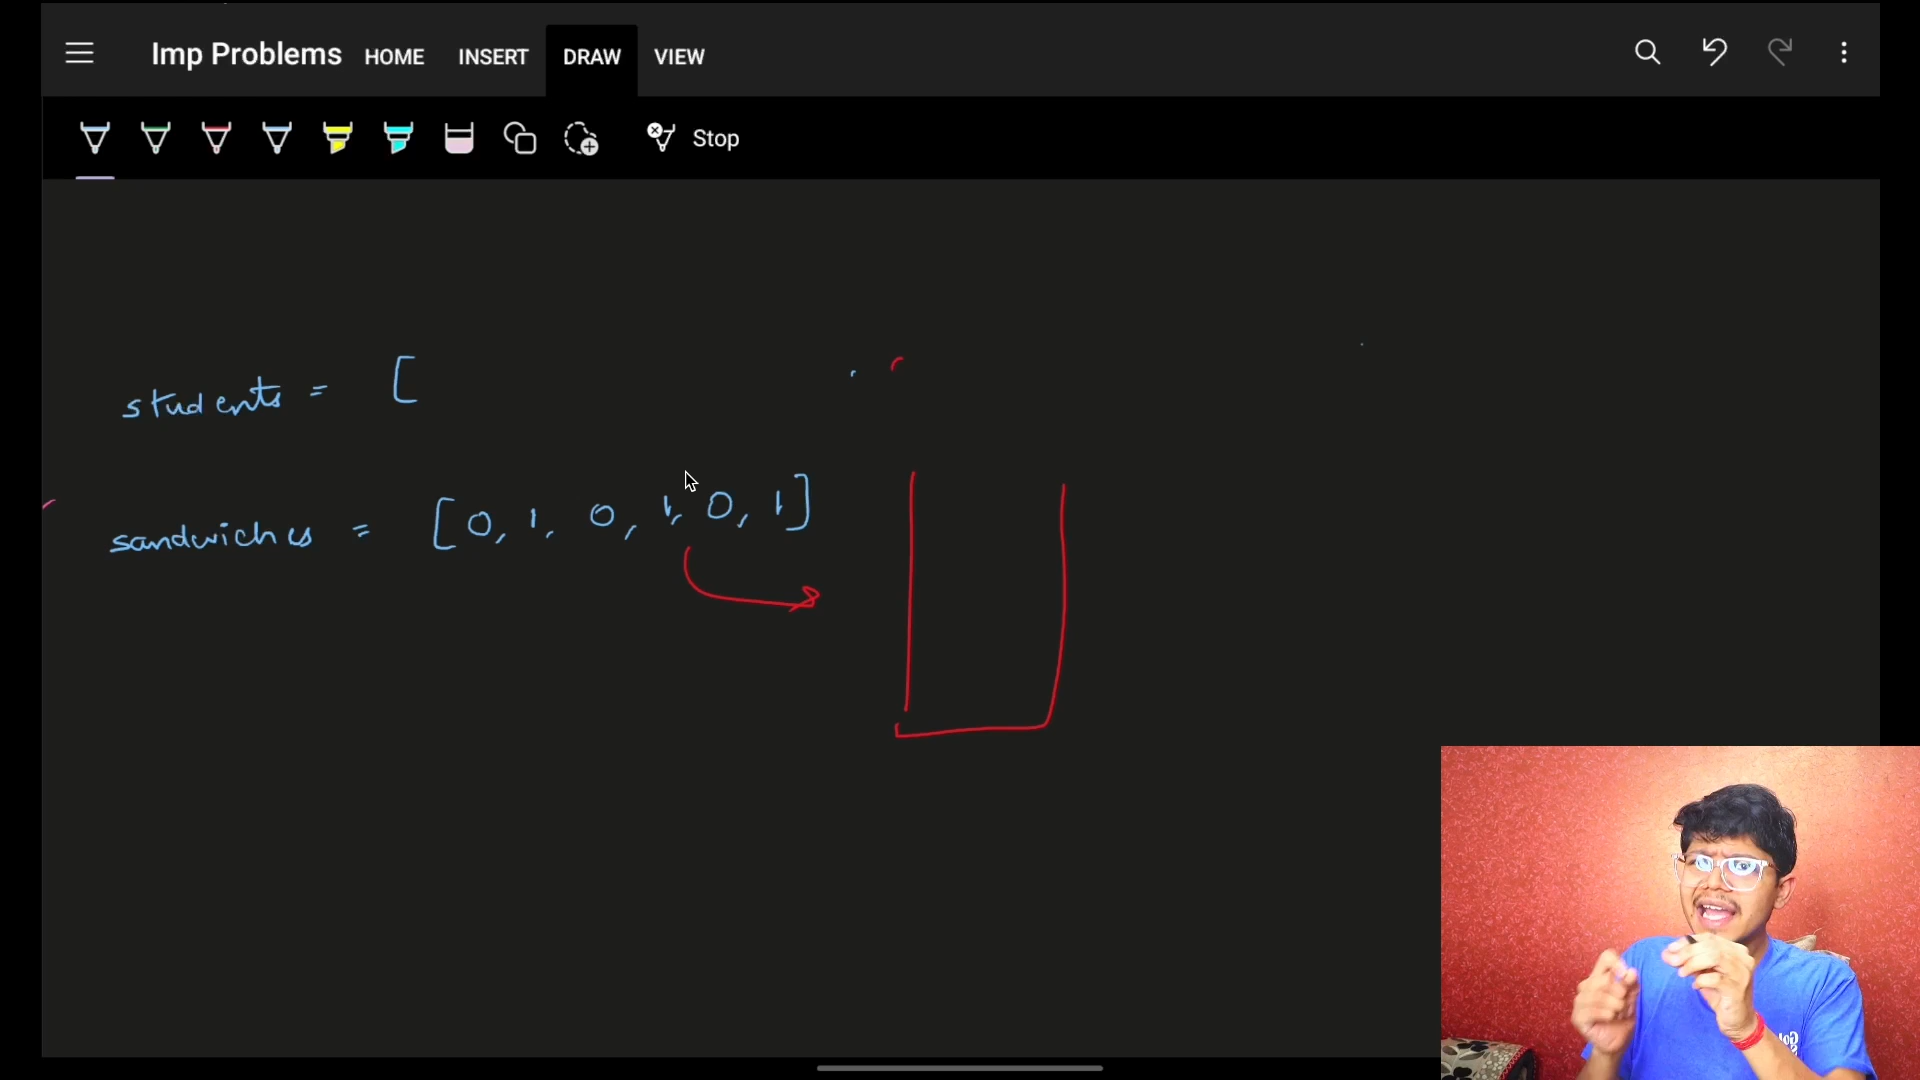 Imp Problems HOME INSERT DRAW VIEW
Stop
students = [
sandwiches = [0, 1, 0, 1, 0, 1]